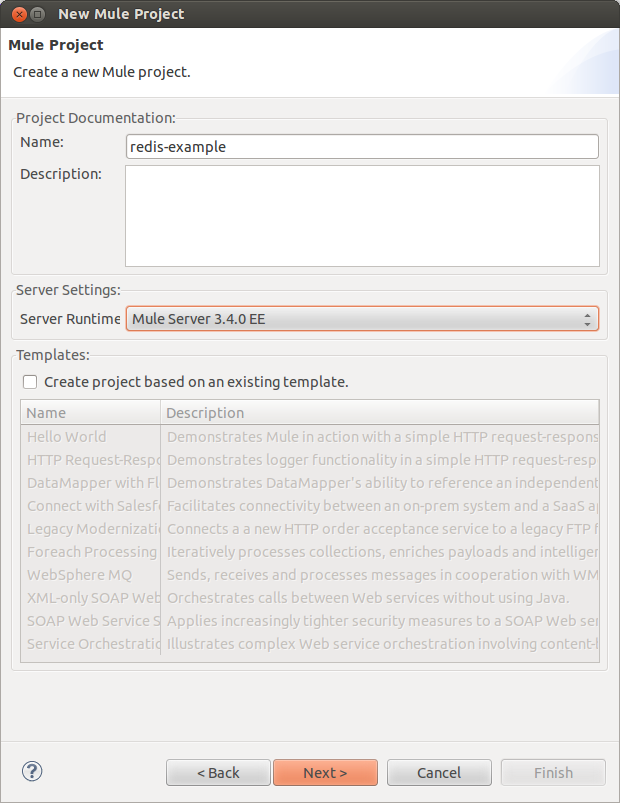 New Mule Project
Mule Project
Create a new Mule project.
Project Documentation:
Name: redis-example
Description:
Server Settings:
Server Runtime Mule Server 3.4.0 EE
Templates:
Create project based on an existing template.
Name Description
Hello World Demonstrates Mule in action with a simple HTTP request-respons
HTTP Request-Respo Demonstrates logger functionality in a simple HTTP request-resp
DataMapper with Fl Demonstrates DataMapper's ability to reference an independent
Connect with Salesf Facilitates connectivity between an on-prem system and a SaaS ap
Legacy Modernizatio Connects a a new HTTP order acceptance service to a legacy FTP f
Foreach Processing Iteratively processes collections, enriches payloads and intelligen
WebSphere MQ Sends, receives and processes messages in cooperation with WM
XML-only SOAP Web Orchestrates calls between Web services without using Java.
SOAP Web Service S Applies increasingly tighter security measures to a SOAP Web ser
Service Orchestratio Illustrates complex Web service orchestration involving content-b
? < Back Next > Cancel Finish